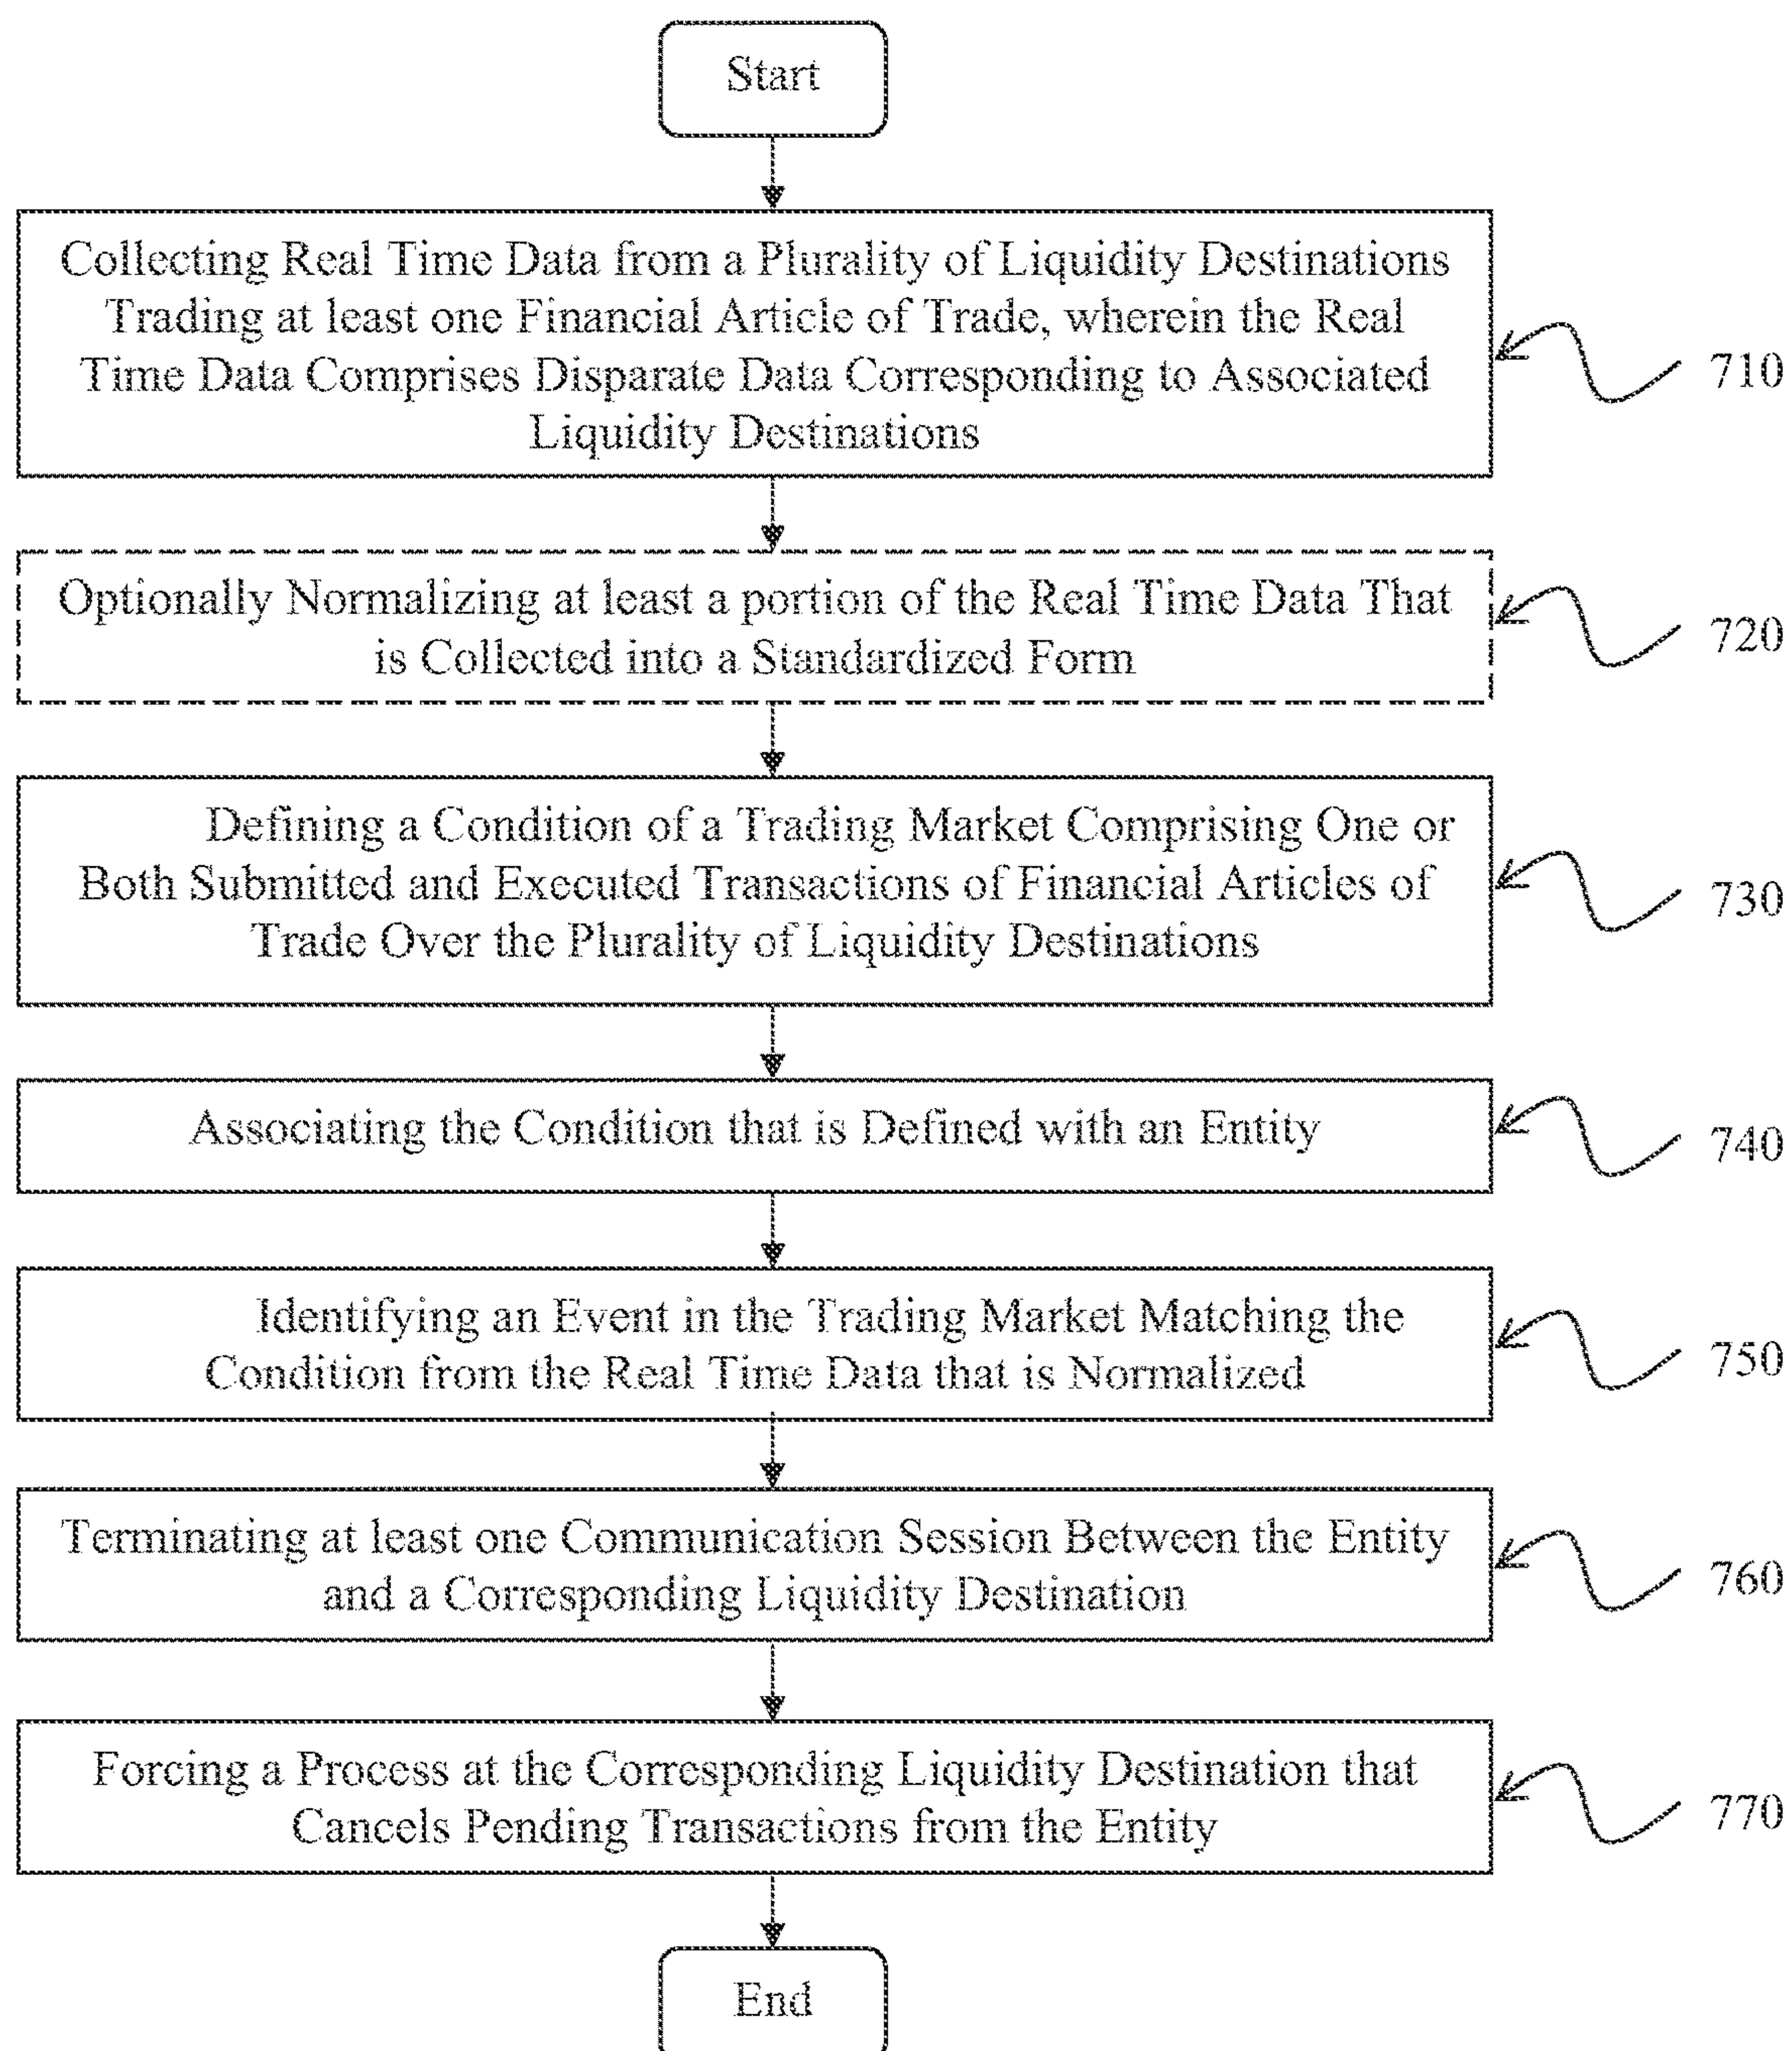 Start
Collecting Real Time Data from a Plurality of Liquidity Destinations
Trading at least one Financial Article of Trade, wherein the Real
Time Data Comprises Disparate Data Corresponding to Associated
Liquidity Destinations
710
Optionally Normalizing at least a portion of the Real Time Data That
is Collected into a Standardized Form
720
Defining a Condition of a Trading Market Comprising One or
Both Submitted and Executed Transactions of Financial Articles of
Trade Over the Plurality of Liquidity Destinations
730
Associating the Condition that is Defined with an Entity
740
Identifying an Event in the Trading Market Matching the
Condition from the Real Time Data that is Normalized
750
Terminating at least one Communication Session Between the Entity
and a Corresponding Liquidity Destination
760
Forcing a Process at the Corresponding Liquidity Destination that
Cancels Pending Transactions from the Entity
770
End